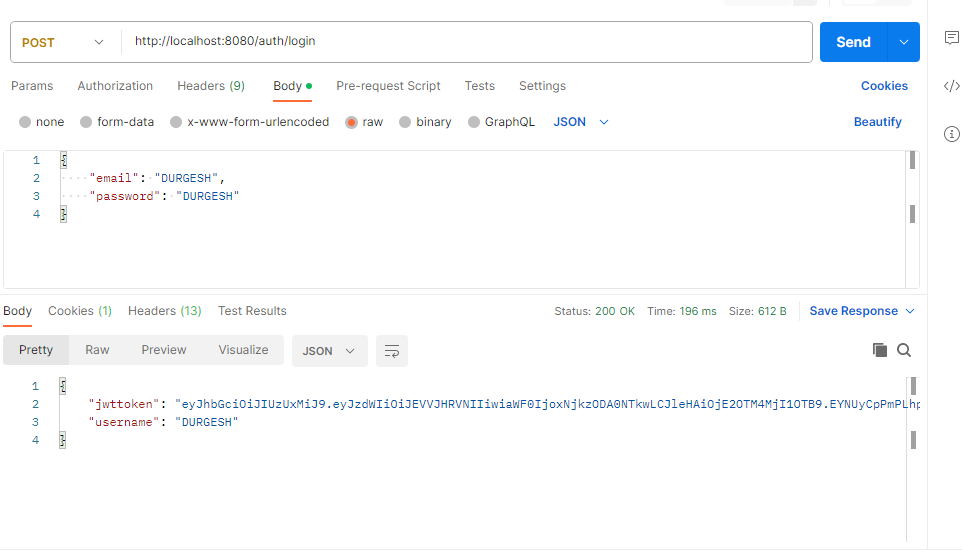 POST http://localhost:8080/auth/login Send
Params Authorization Headers (9) Body Pre-request Script Tests Settings Cookies
none form-data x-www-form-urlencoded raw binary GraphQL JSON Beautify
1 {
2 "email": "DURGESH",
3 "password": "DURGESH"
4 }
Body Cookies (1) Headers (13) Test Results Status: 200 OK Time: 196 ms Size: 612 B Save Response
Pretty Raw Preview Visualize JSON
1 {
2 "jwttoken": "eyJhbGciOiJIUzUxMiJ9.eyJzdWIiOiJEVVJHRVNIIiwiaWF0IjoxNjkzODA0NTkwLCJleHAiOjE2OTM4MjI1OTB9.EYNUyCpPmPLhp
3 "username": "DURGESH"
4 }